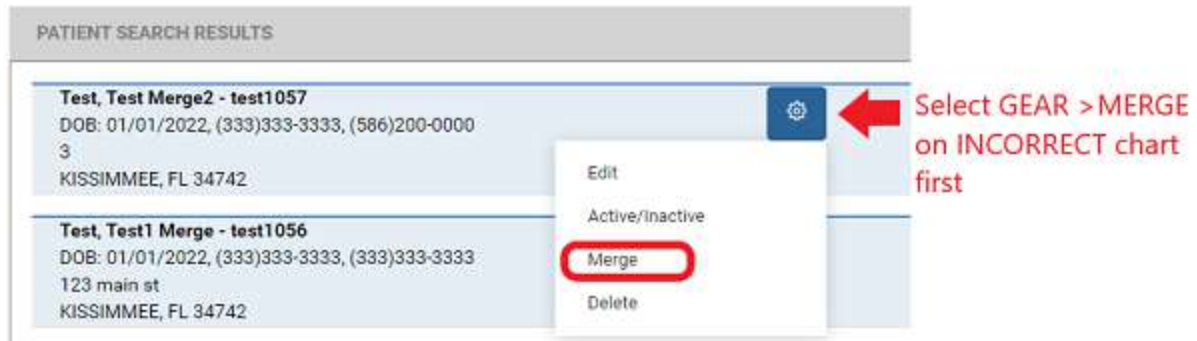 PATIENT SEARCH RESULTS
Test, Test Merge2 - test1057
DOB: 01/01/2022, (333)333-3333, (586)200-0000
3
KISSIMMEE, FL 34742
Edit
Active/Inactive
Merge
Delete
Select GEAR >MERGE
on INCORRECT chart
first
Test, Test1 Merge - test1056
DOB: 01/01/2022, (333)333-3333, (333)333-3333
123 main st
KISSIMMEE, FL 34742